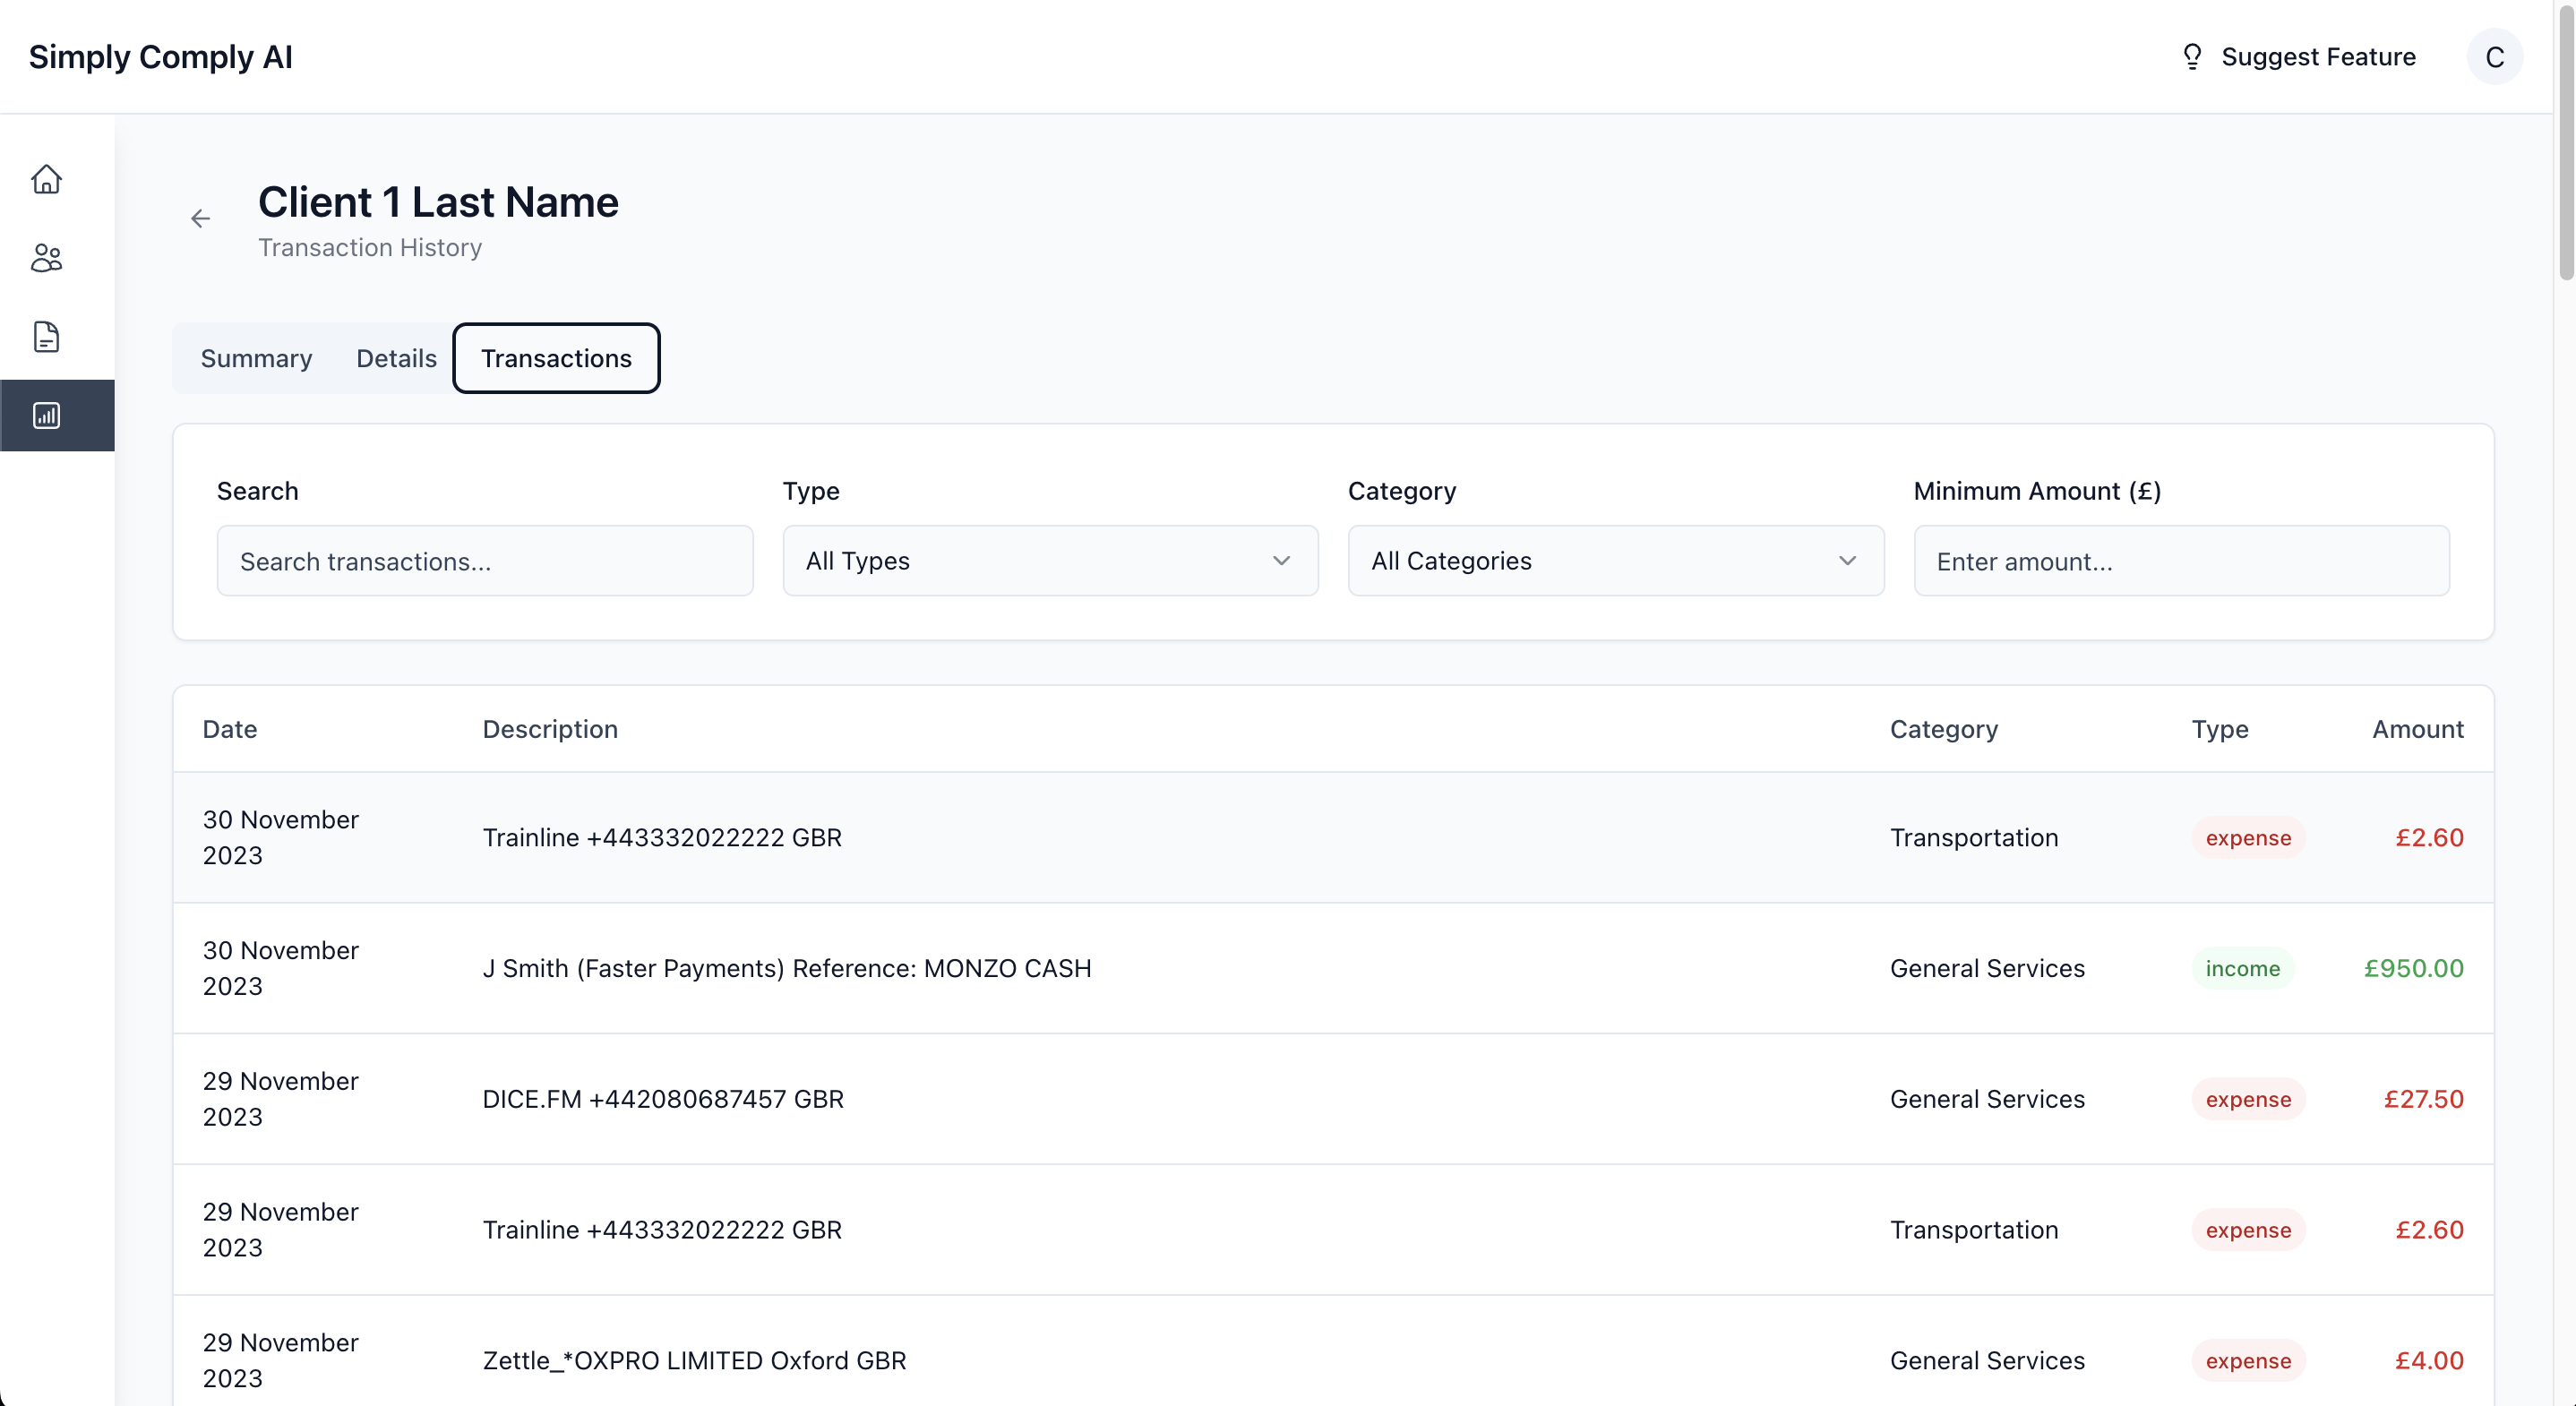 Simply Comply AI
Suggest Feature
C
Client 1 Last Name
Transaction History
Summary Details Transactions
Search Type Category Minimum Amount (£)
Search transactions... All Types All Categories Enter amount...
Date Description Category Type Amount
30 November
2023
Trainline +443332022222 GBR Transportation expense £2.60
30 November
2023
J Smith (Faster Payments) Reference: MONZO CASH General Services income £950.00
29 November
2023
DICE.FM +442080687457 GBR General Services expense £27.50
29 November
2023
Trainline +443332022222 GBR Transportation expense £2.60
29 November
2023
Zettle_*OXPRO LIMITED Oxford GBR General Services expense £4.00